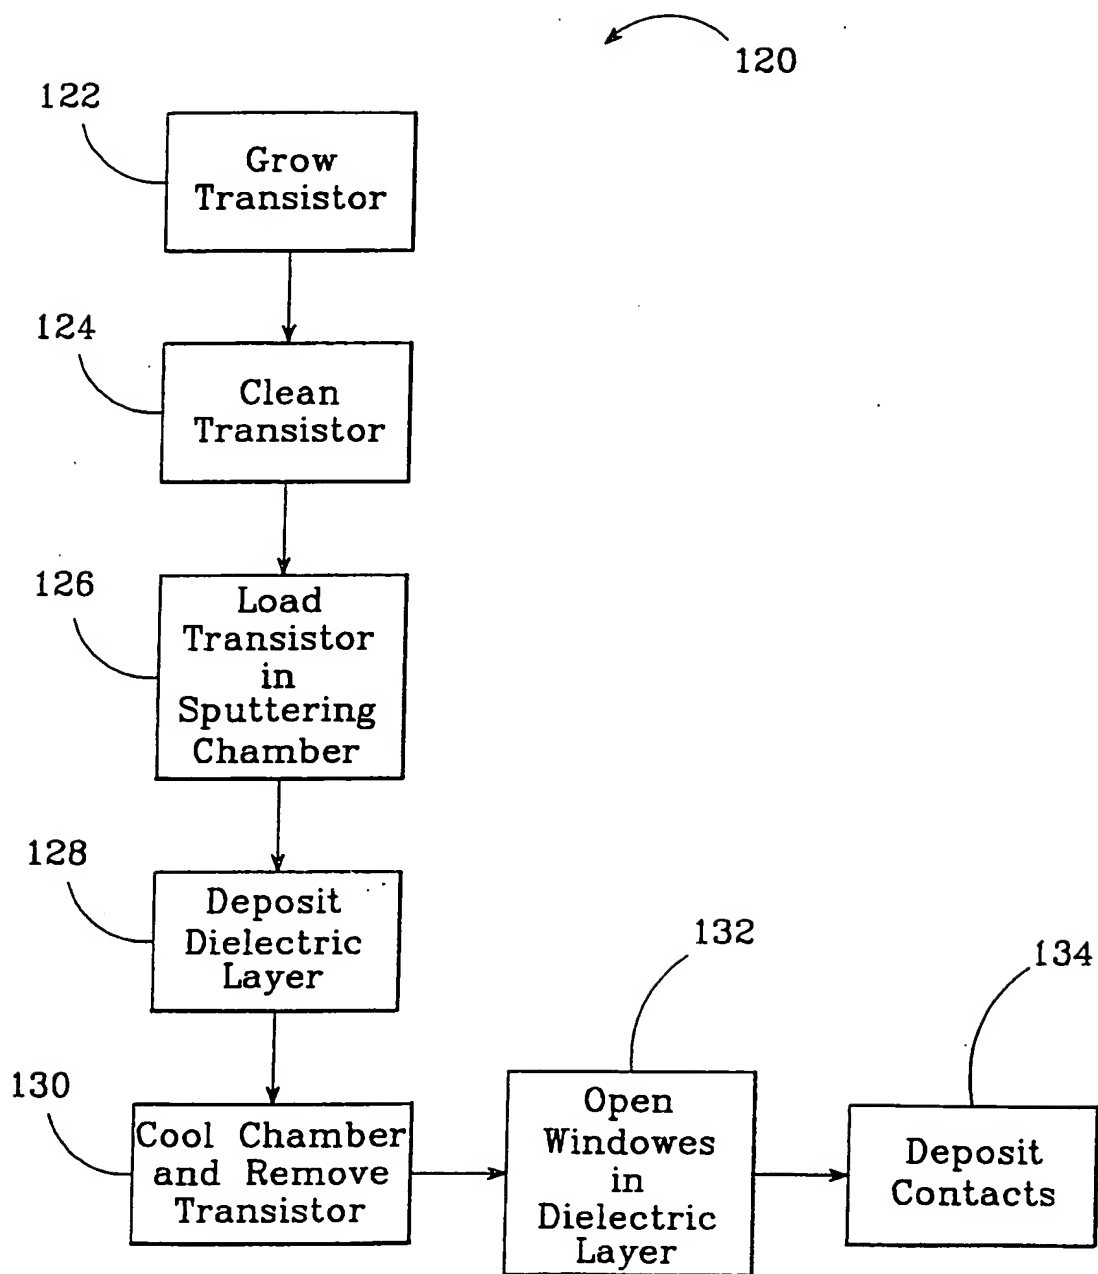 120
122
Grow
Transistor
124
Clean
Transistor
126
Load
Transistor
in
Sputtering
Chamber
128
Deposit
Dielectric
Layer
130
Cool Chamber
and Remove
Transistor
132
Open
Windowes
in
Dielectric
Layer
134
Deposit
Contacts